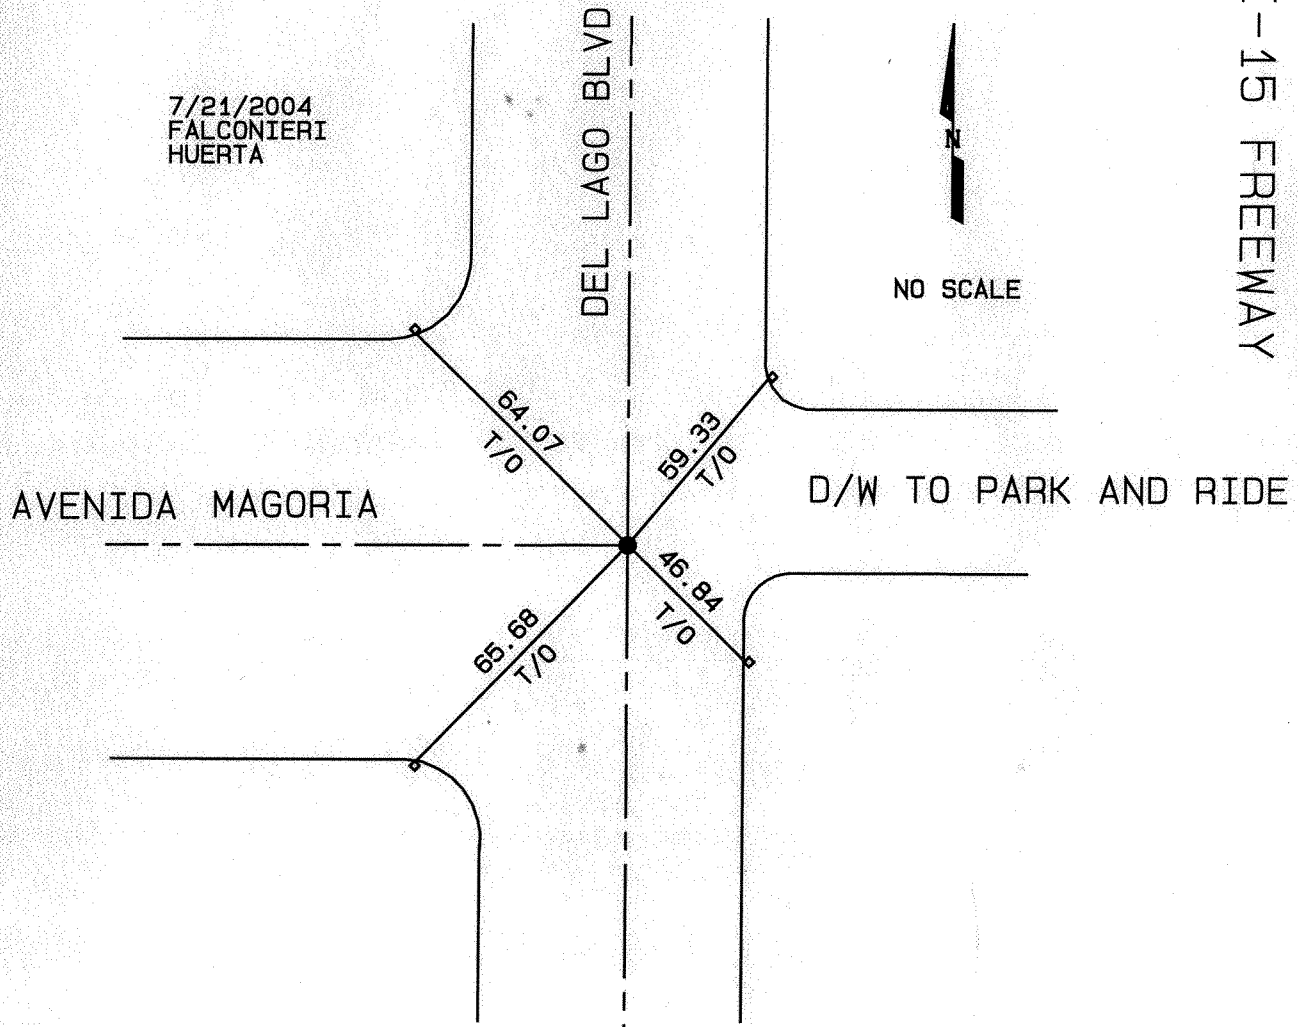 7/21/2004
FALCONIERI
HUERTA
DEL LAGO BLVD
N
NO SCALE
-15 FREEWAY
64.07
T/O
59.33
T/O
AVENIDA MAGORIA
D/W TO PARK AND RIDE
46.84
T/O
65.68
T/O